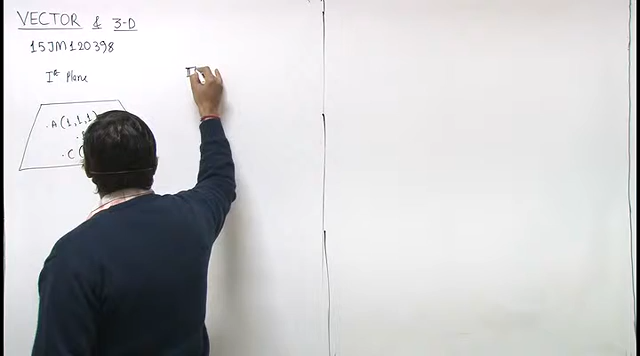 VECTOR & 3-D
15JM120398
Ist Plane
. A (1,1,1)
. C (